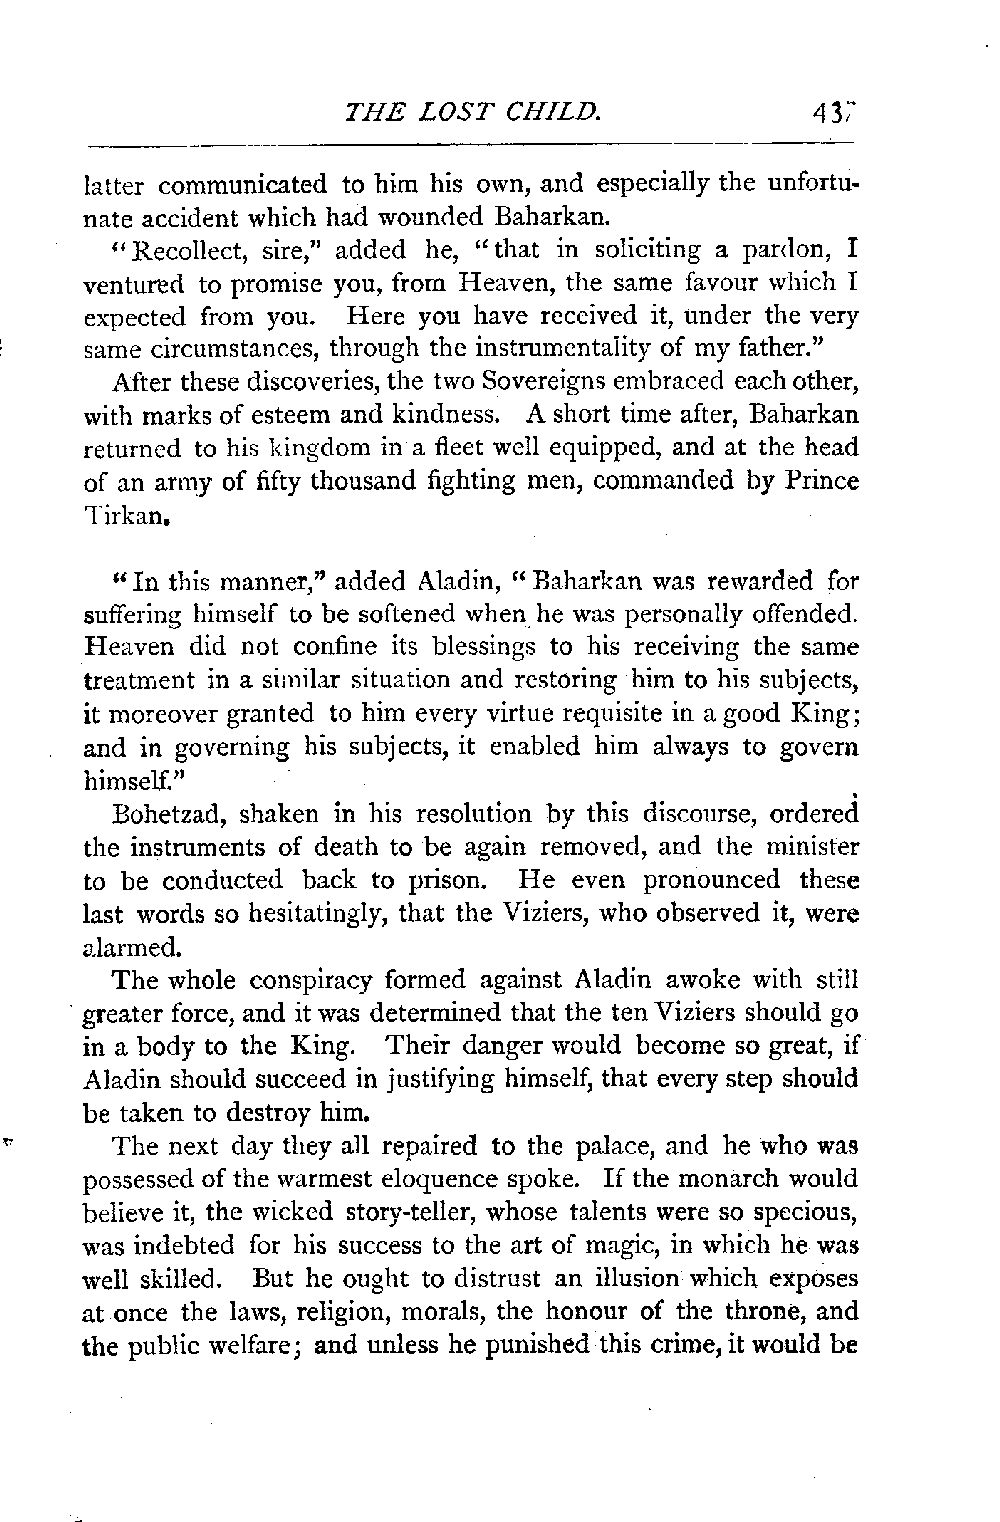 THE LOST CHILD. 437
latter communicated to him his own, and especially the unfortu-
nate accident which had wounded Baharkan.
“Recollect, sire,” added he, “that in soliciting a pardon, I
ventured to promise you, from Heaven, the same favour which I
expected from you. Here you have received it, under the very
same circumstances, through the instrumentality of my father.”
After these discoveries, the two Sovereigns embraced each other,
with marks of esteem and kindness. A short time after, Baharkan
returned to his kingdom in a fleet well equipped, and at the head
of an army of fifty thousand fighting men, commanded by Prince
Tirkan.
“In this manner,” added Aladin, “Baharkan was rewarded for
suffering himself to be softened when he was personally offended.
Heaven did not confine its blessings to his receiving the same
treatment in a similar situation and restoring him to his subjects,
it moreover granted to him every virtue requisite in a good King;
and in governing his subjects, it enabled him always to govern
himself.”
Bohetzad, shaken in his resolution by this discourse, ordered
the instruments of death to be again removed, and the minister
to be conducted back to prison. He even pronounced these
last words so hesitatingly, that the Viziers, who observed it, were
alarmed.
The whole conspiracy formed against Aladin awoke with still
greater force, and it was determined that the ten Viziers should go
in a body to the King. Their danger would become so great, if
Aladin should succeed in justifying himself, that every step should
be taken to destroy him.
The next day they all repaired to the palace, and he who was
possessed of the warmest eloquence spoke. If the monarch would
believe it, the wicked story-teller, whose talents were so specious,
was indebted for his success to the art of magic, in which he was
well skilled. But he ought to distrust an illusion which exposes
at once the laws, religion, morals, the honour of the throne, and
the public welfare; and unless he punished this crime, it would be